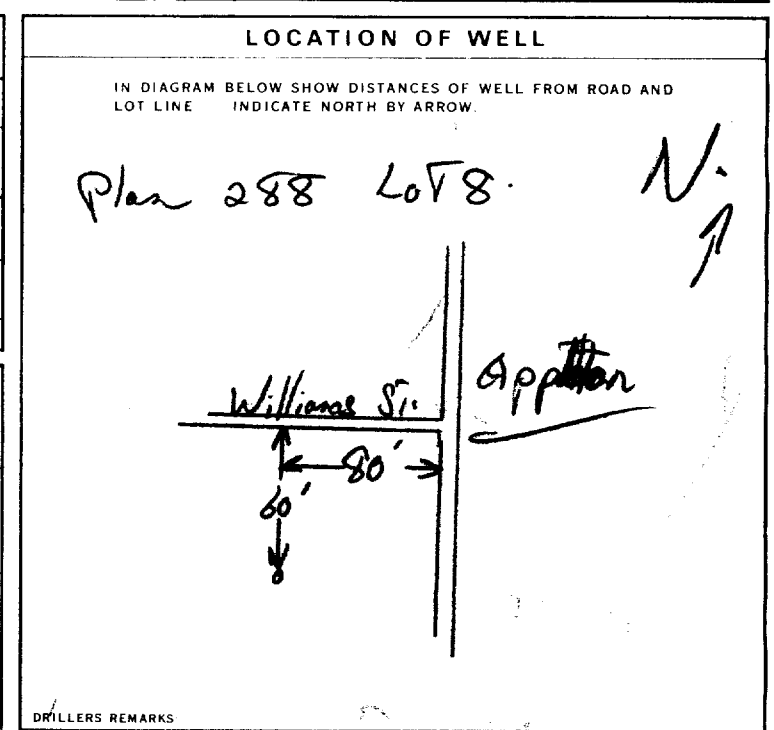 LOCATION OF WELL
IN DIAGRAM BELOW SHOW DISTANCES OF WELL FROM ROAD AND
LOT LINE INDICATE NORTH BY ARROW.
N.
Plan 288 LOT 8.
Appleton
Williams ST.
80'
60'
DRILLERS REMARKS